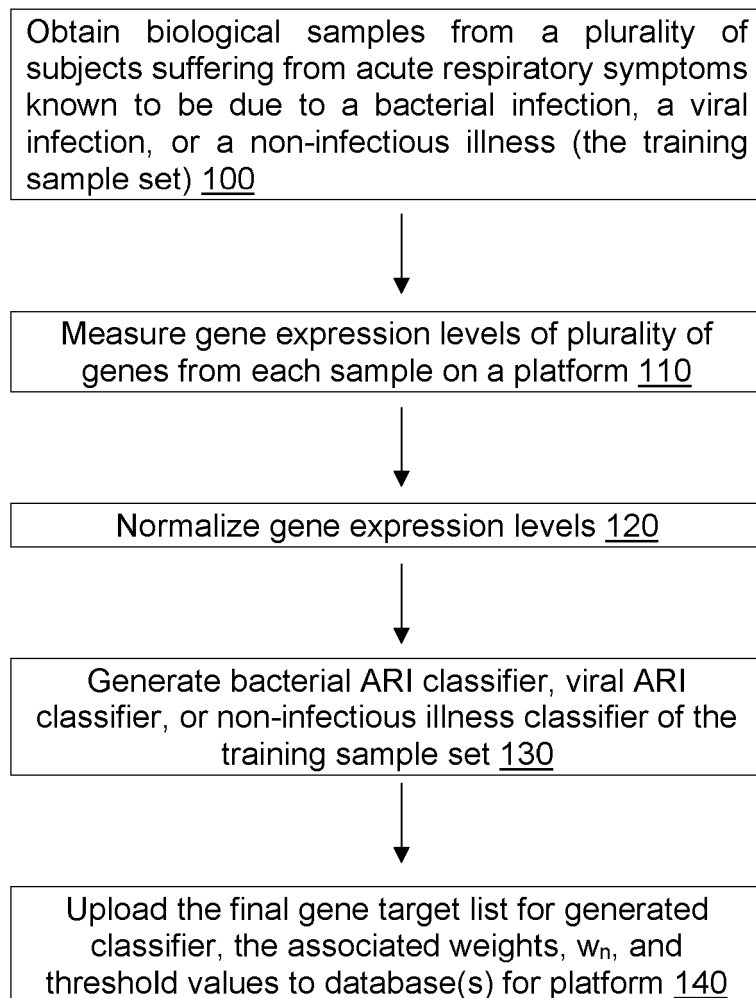 Obtain biological samples from a plurality of
subjects suffering from acute respiratory symptoms
known to be due to a bacterial infection, a viral
infection, or a non-infectious illness (the training
sample set) 100
Measure gene expression levels of plurality of
genes from each sample on a platform 110
Normalize gene expression levels 120
Generate bacterial ARI classifier, viral ARI
classifier, or non-infectious illness classifier of the
training sample set 130
Upload the final gene target list for generated
classifier, the associated weights, wn, and
threshold values to database(s) for platform 140